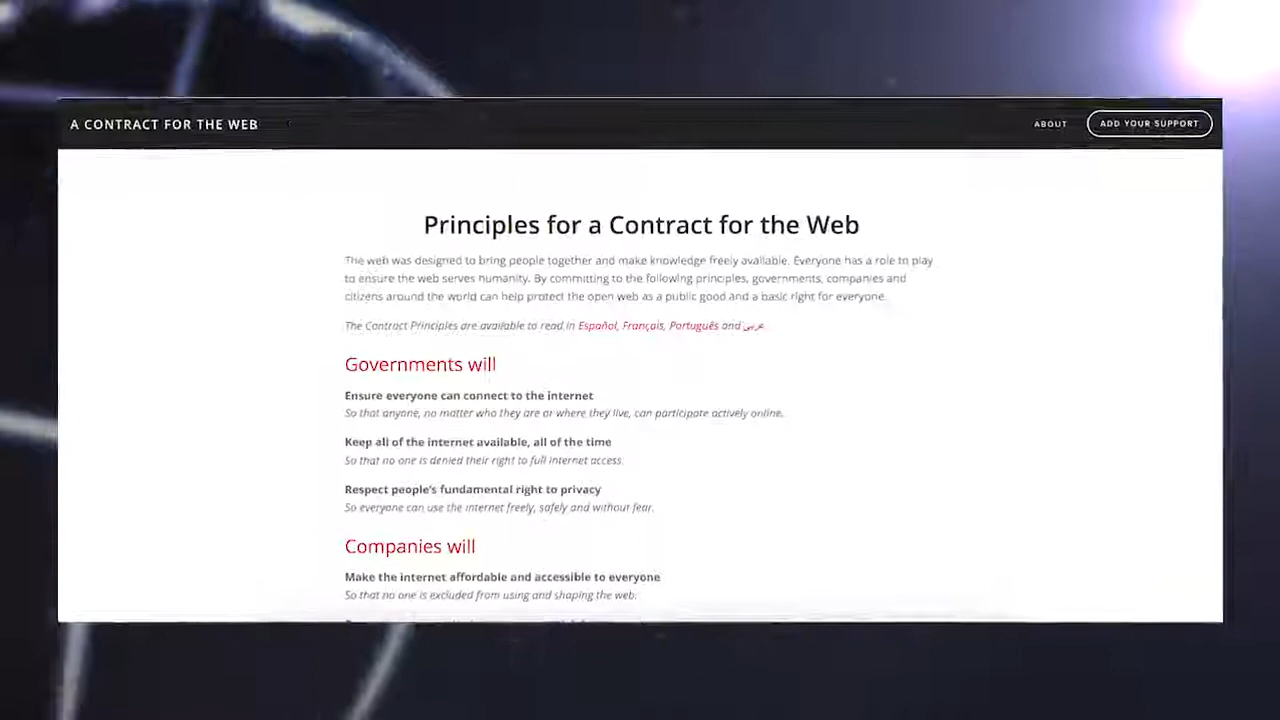 A CONTRACT FOR THE WEB
ABOUT
ADD YOUR SUPPORT
Principles for a Contract for the Web
The web was designed to bring people together and make knowledge freely available. Everyone has a role to play
to ensure the web serves humanity. By committing to the following principles, governments, companies and
citizens around the world can help protect the open web as a public good and a basic right for everyone.
The Contract Principles are available to read in Español, Français, Português and عربى.
Governments will
Ensure everyone can connect to the internet
So that anyone, no matter who they are or where they live, can participate actively online.
Keep all of the internet available, all of the time
So that no one is denied their right to full internet access.
Respect people's fundamental right to privacy
So everyone can use the internet freely, safely and without fear.
Companies will
Make the internet affordable and accessible to everyone
So that no one is excluded from using and shaping the web.